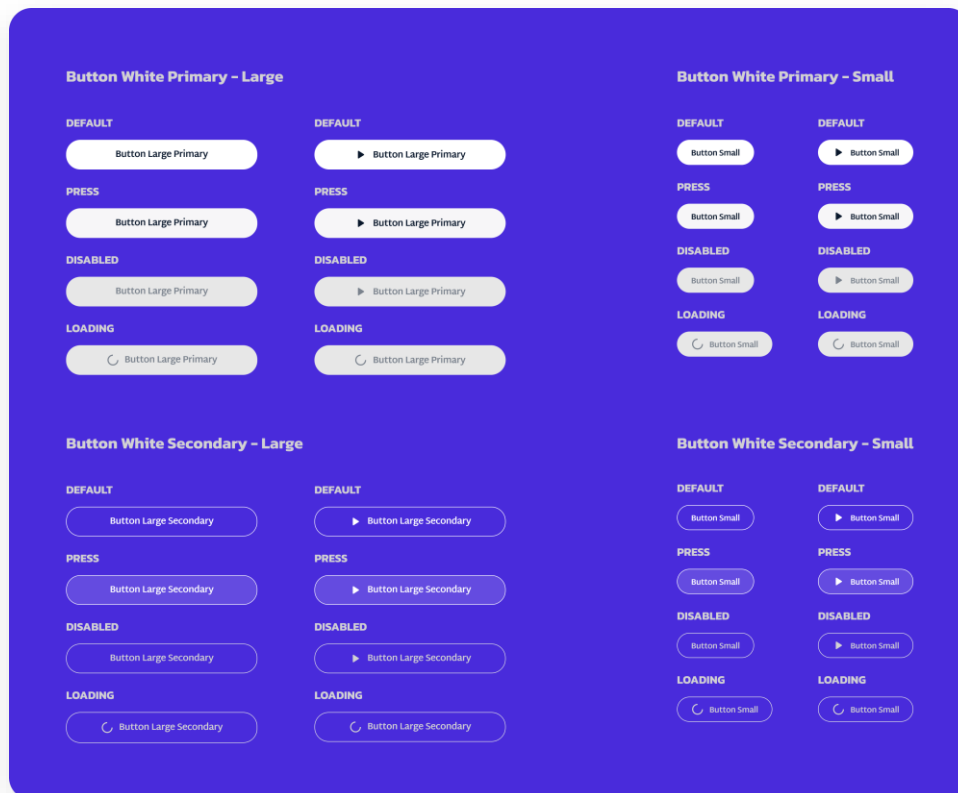 Button White Primary - Large
DEFAULT
Button Large Primary
PRESS
Button Large Primary
DISABLED
Button Large Primary
LOADING
Button Large Primary
DEFAULT
Button Large Primary
PRESS
Button Large Primary
DISABLED
Button Large Primary
LOADING
Button Large Primary
Button White Primary - Small
DEFAULT
Button Small
PRESS
Button Small
DISABLED
Button Small
LOADING
Button Small
DEFAULT
Button Small
PRESS
Button Small
DISABLED
Button Small
LOADING
Button Small
Button White Secondary - Large
DEFAULT
Button Large Secondary
PRESS
Button Large Secondary
DISABLED
Button Large Secondary
LOADING
Button Large Secondary
DEFAULT
Button Large Secondary
PRESS
Button Large Secondary
DISABLED
Button Large Secondary
LOADING
Button Large Secondary
Button White Secondary - Small
DEFAULT
Button Small
PRESS
Button Small
DISABLED
Button Small
LOADING
Button Small
DEFAULT
Button Small
PRESS
Button Small
DISABLED
Button Small
LOADING
Button Small